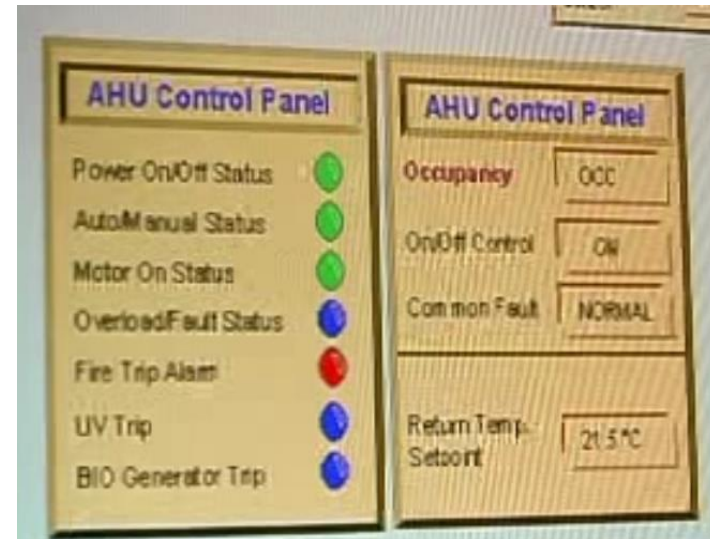 AHU Control Panel
Power On/Off Status
Auto/Manual Status
Motor On Status
Overload/Fault Status
Fire Trip Alarm
UV Trip
BIO Generator Trip
AHU Control Panel
Occupancy OCC
On/Off Control ON
Common Fault NORMAL
Return Temp.
Setpoint 21.5 °C